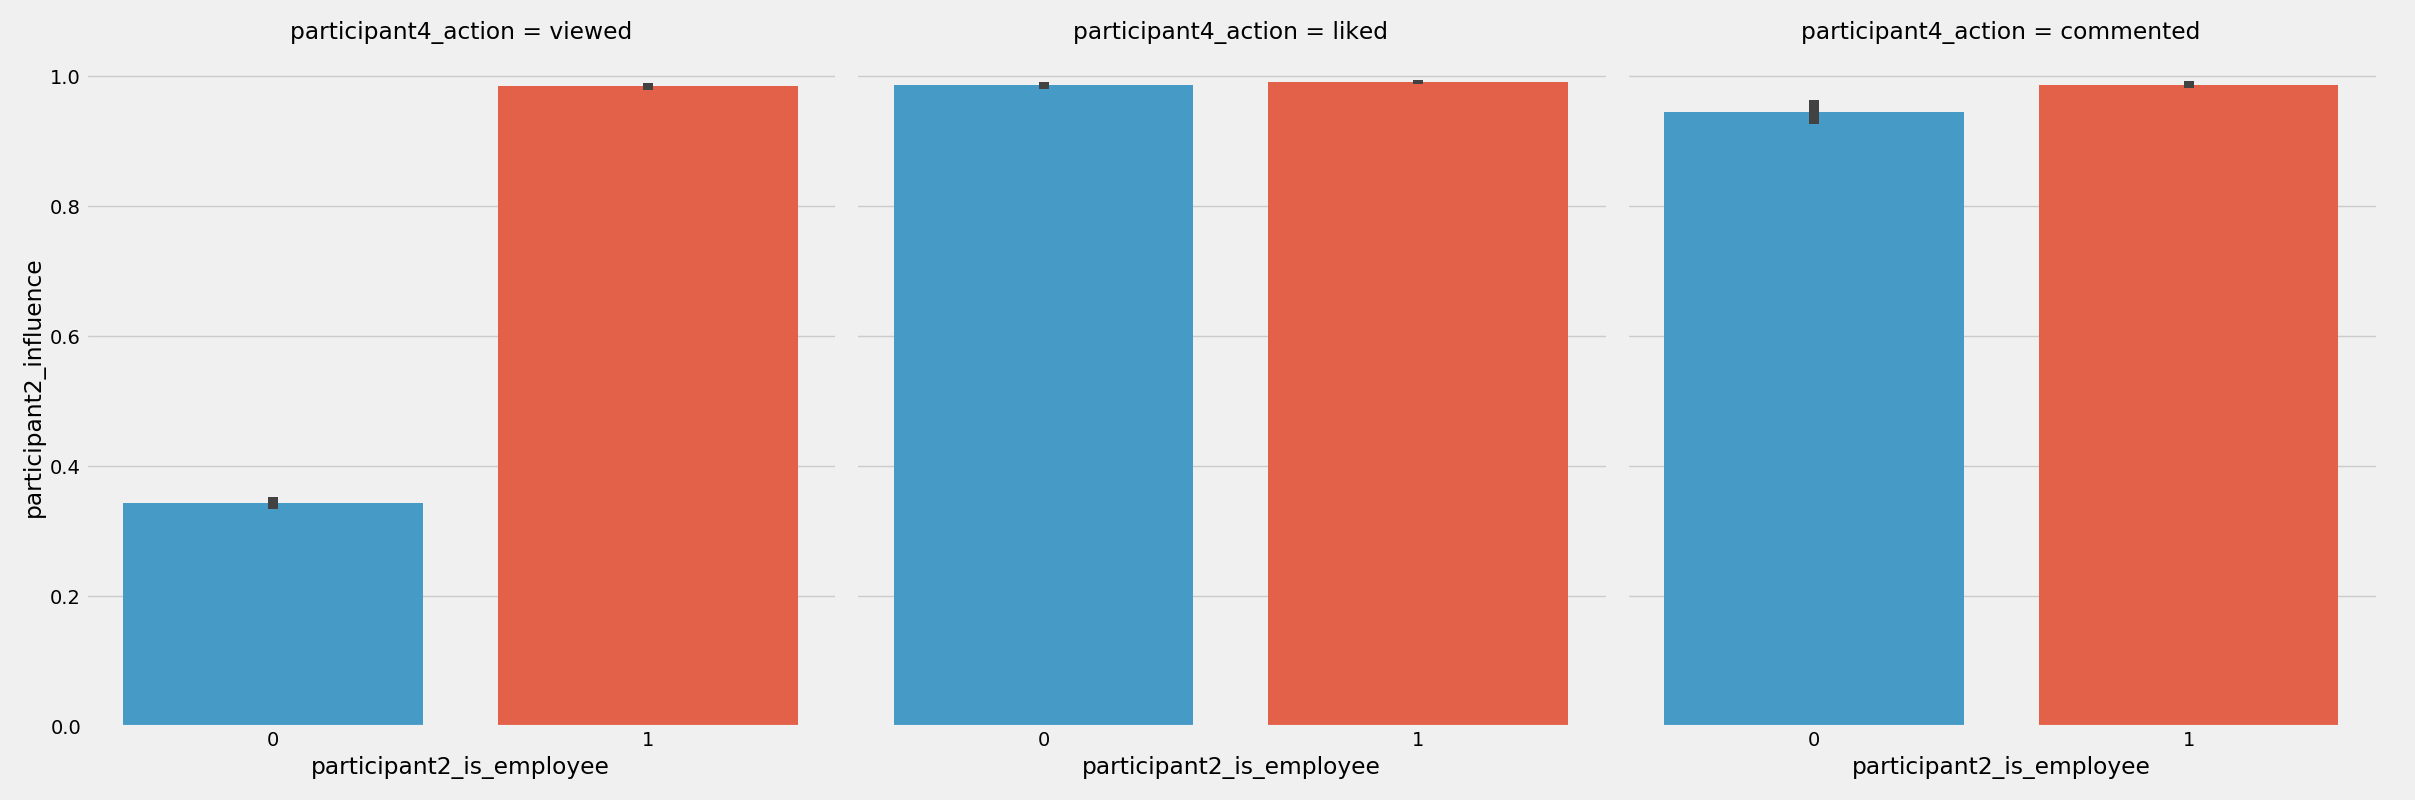 participant4_action = viewed
participant4_action = liked
participant4_action = commented
participant2_influence
1.0
0.8
0.6
0.4
0.2
0.0
0
1
0
1
0
1
participant2_is_employee
participant2_is_employee
participant2_is_employee